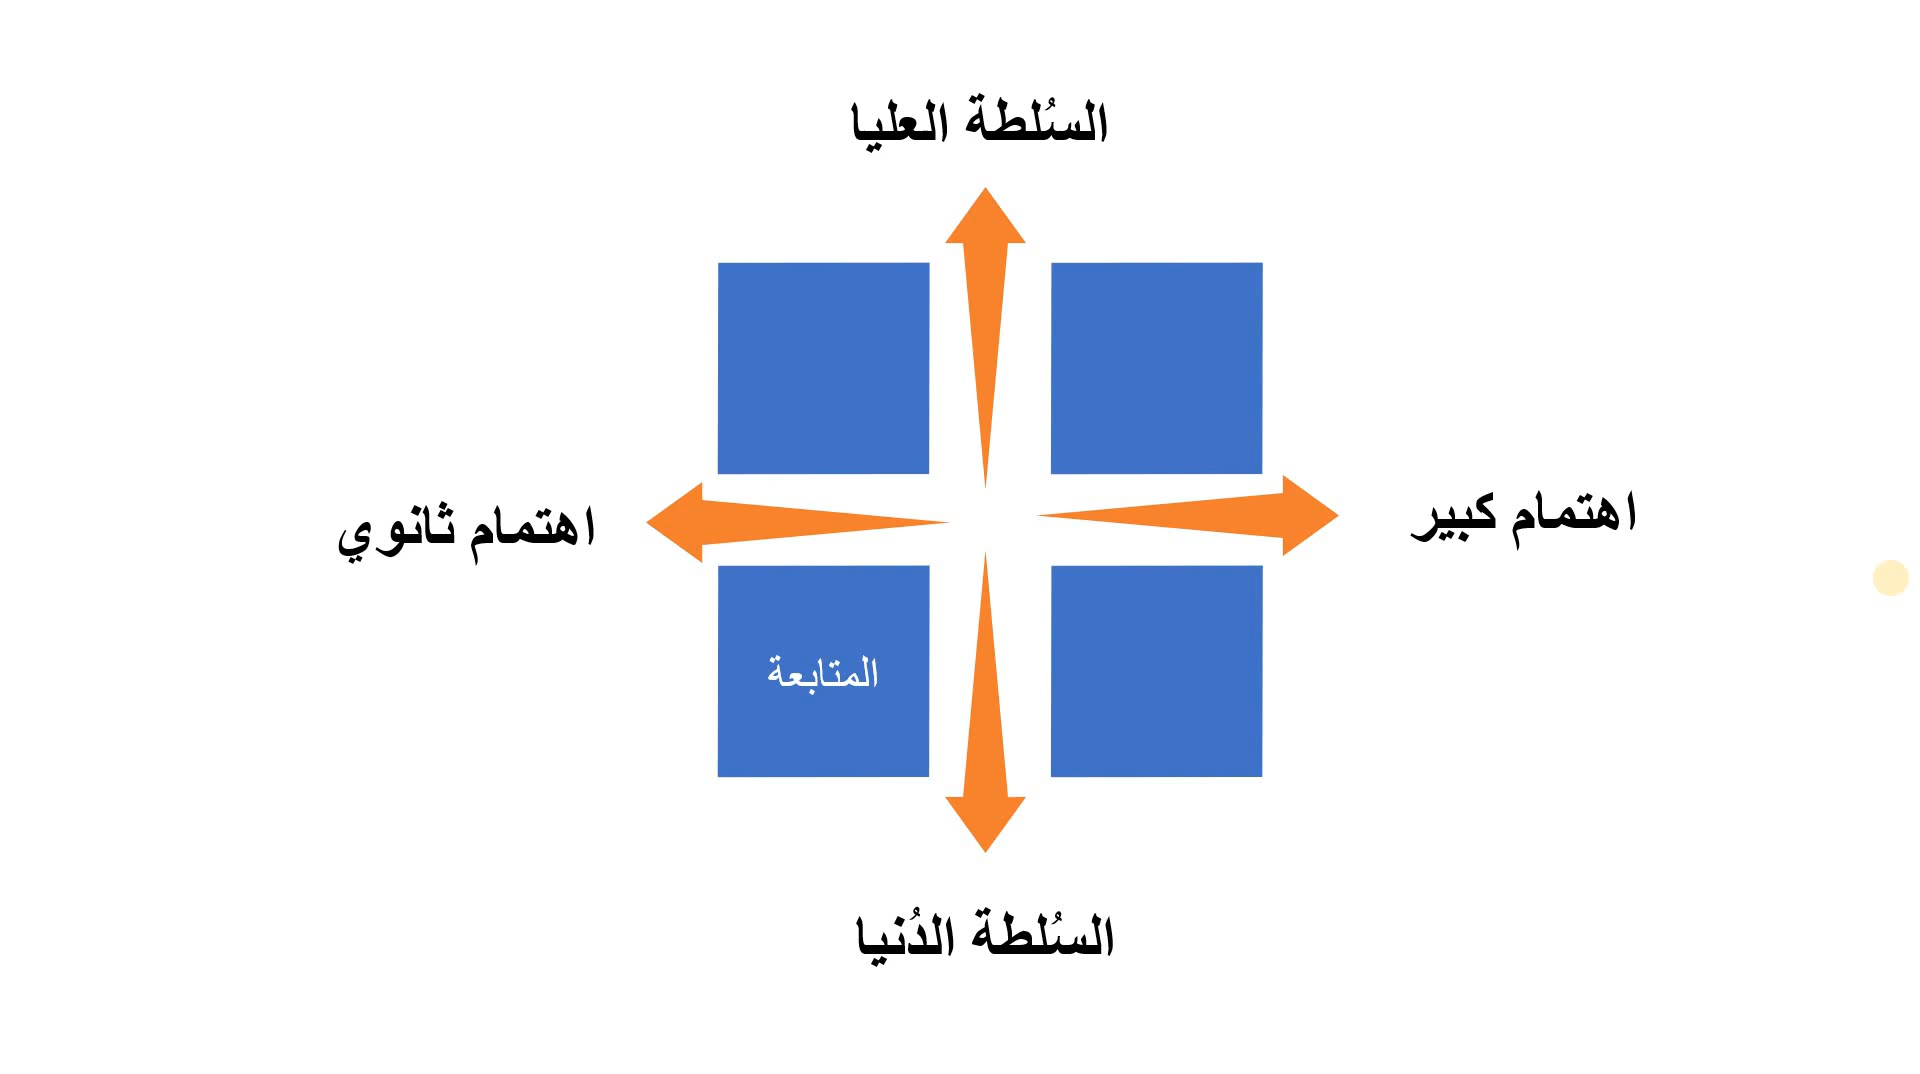 السُلطة العليا
اهتمام كبير
اهتمام ثانوي
المتابعة
السُلطة الدُنيا